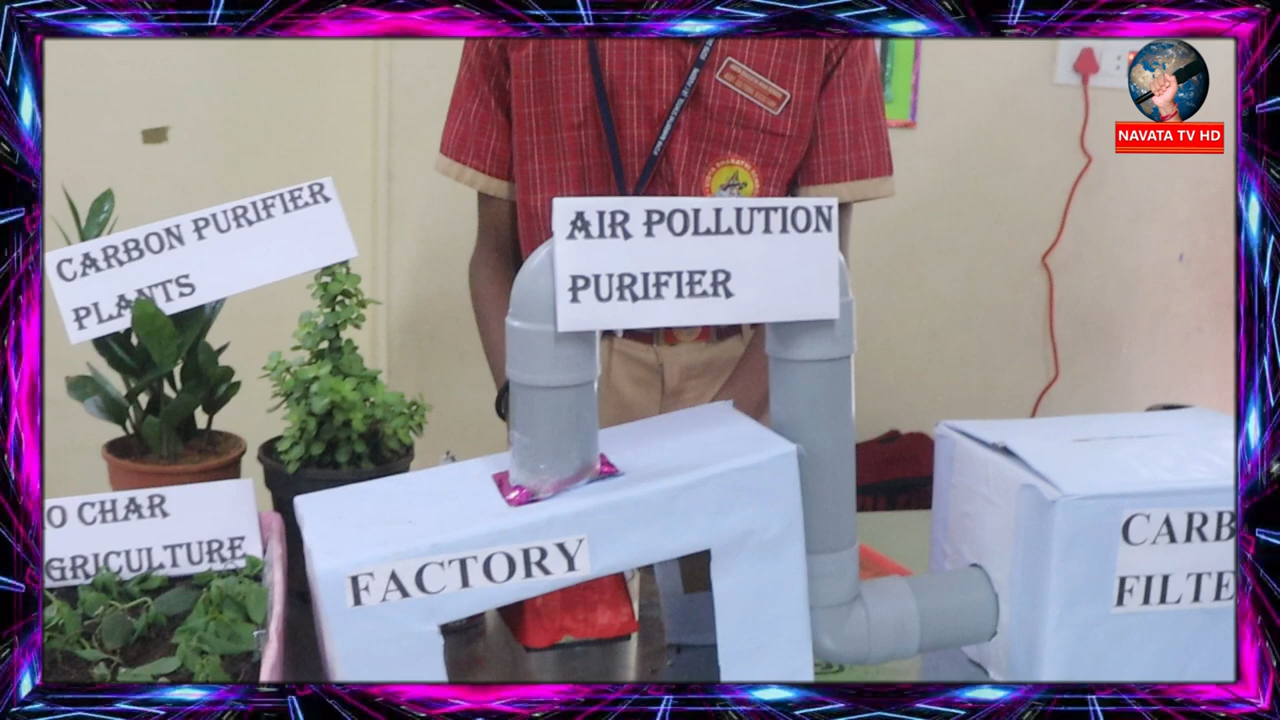 NAVATA TV HD
CARBON PURIFIER
PLANTS
AIR POLLUTION
PURIFIER
O CHAR
GRICULTURE
FACTORY
CARB
FILTE